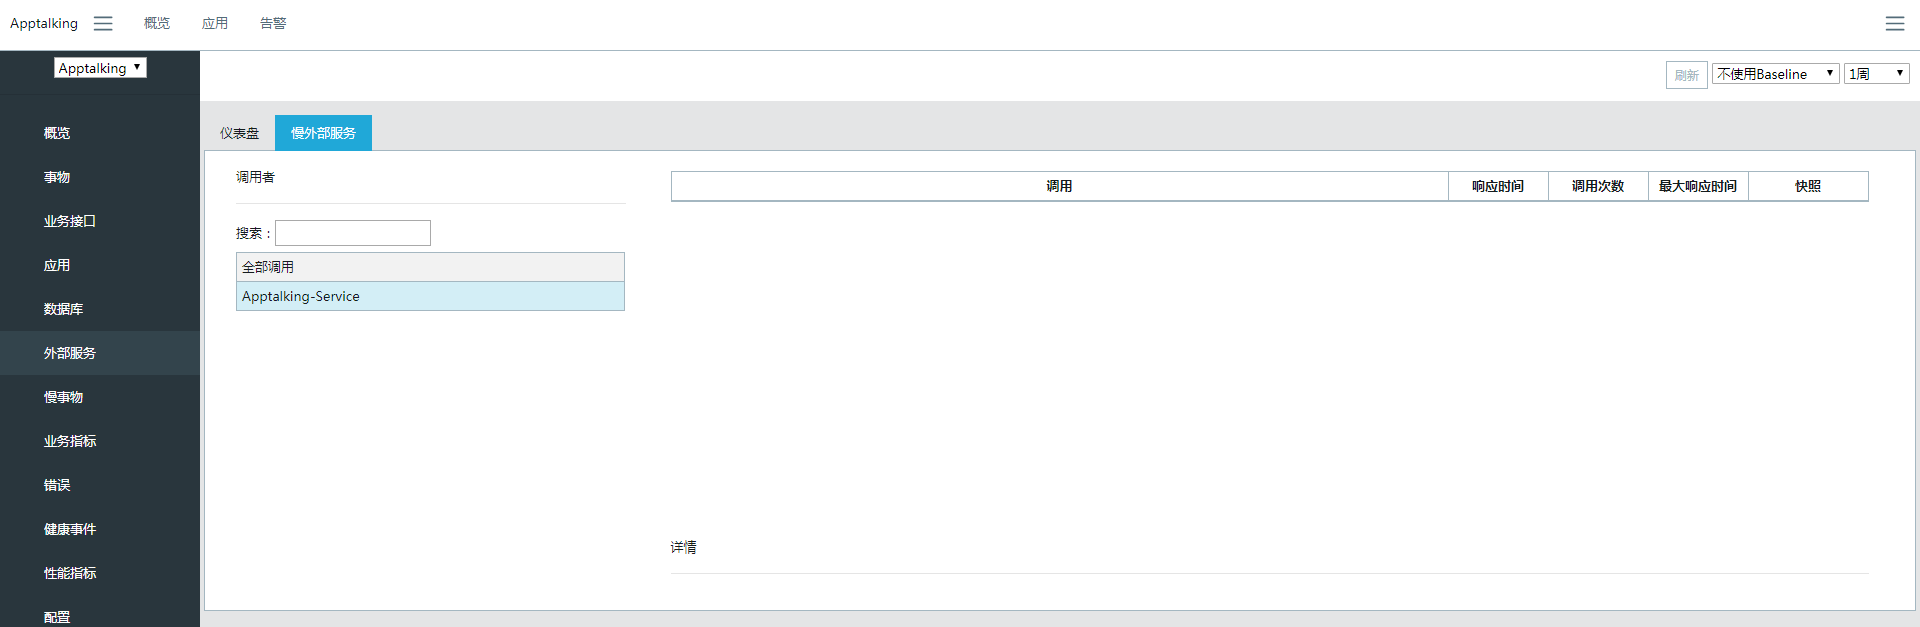 Apptalking 概览 应用 告警
Apptalking
刷新 不使用Baseline 1周
概览
事物
业务接口
应用
数据库
外部服务
慢事物
业务指标
错误
健康事件
性能指标
配置
仪表盘 慢外部服务
调用者
搜索：
全部调用
Apptalking-Service
调用 响应时间 调用次数 最大响应时间 快照
详情